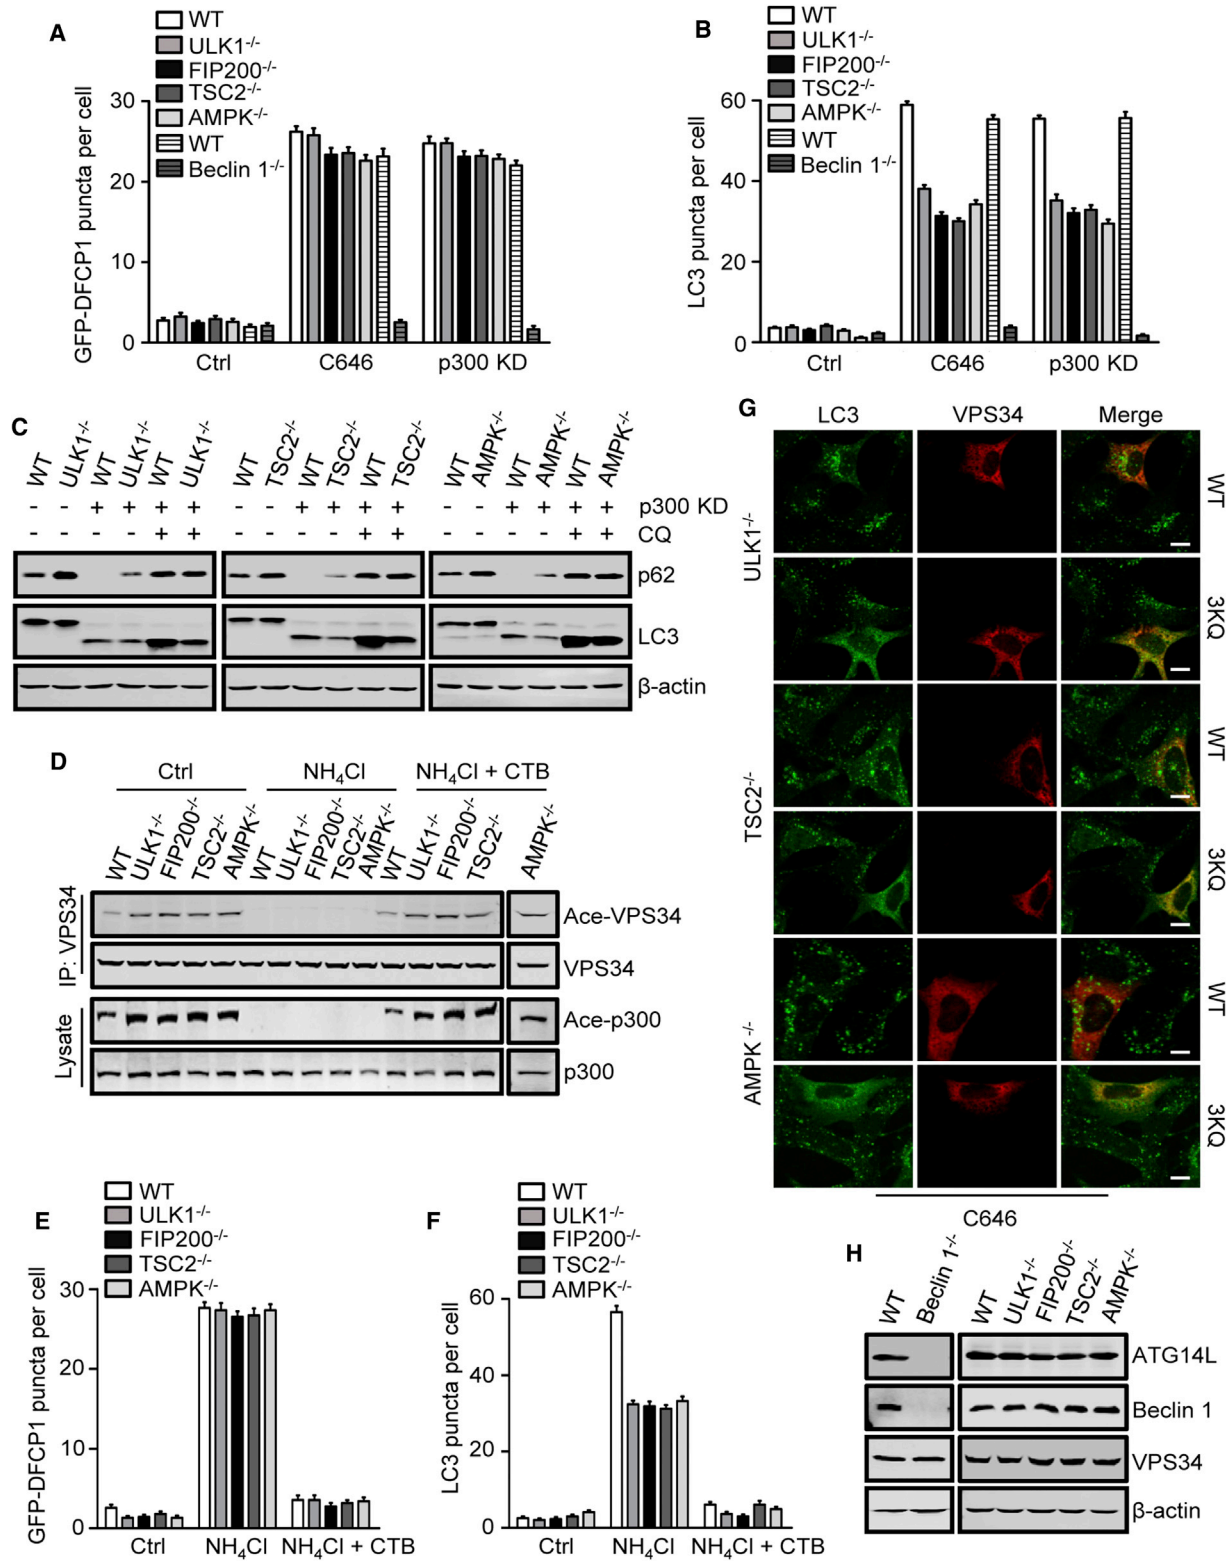 A
WT
ULK1-/-
FIP200-/-
TSC2-/-
AMPK-/-
WT
Beclin 1-/-
GFP-DFCP1 puncta per cell
30
20
10
0
Ctrl
C646
p300 KD
B
WT
ULK1-/-
FIP200-/-
TSC2-/-
AMPK-/-
WT
Beclin 1-/-
LC3 puncta per cell
60
40
20
0
Ctrl
C646
p300 KD
C
WT ULK1-/- WT ULK1-/- WT ULK1-/- WT TSC2-/- WT TSC2-/- WT TSC2-/- WT AMPK-/- WT AMPK-/- WT AMPK-/-
- - + + + + - - + + + + - - + + + + p300 KD
- - - - + + - - - - + + - - - - + + CQ
p62
LC3
β-actin
D
Ctrl NH4Cl NH4Cl + CTB
WT ULK1-/- FIP200-/- TSC2-/- AMPK-/- WT ULK1-/- FIP200-/- TSC2-/- AMPK-/- WT ULK1-/- FIP200-/- TSC2-/- AMPK-/-
IP: VPS34
Ace-VPS34
VPS34
Lysate
Ace-p300
p300
E
WT
ULK1-/-
FIP200-/-
TSC2-/-
AMPK-/-
GFP-DFCP1 puncta per cell
30
20
10
0
Ctrl
NH4Cl
NH4Cl + CTB
F
WT
ULK1-/-
FIP200-/-
TSC2-/-
AMPK-/-
LC3 puncta per cell
60
40
20
0
Ctrl
NH4Cl
NH4Cl + CTB
G
LC3 VPS34 Merge
ULK1-/-
WT
3KQ
TSC2-/-
WT
3KQ
AMPK -/-
WT
3KQ
C646
H
WT Beclin 1-/- WT ULK1-/- FIP200-/- TSC2-/- AMPK-/-
ATG14L
Beclin 1
VPS34
β-actin